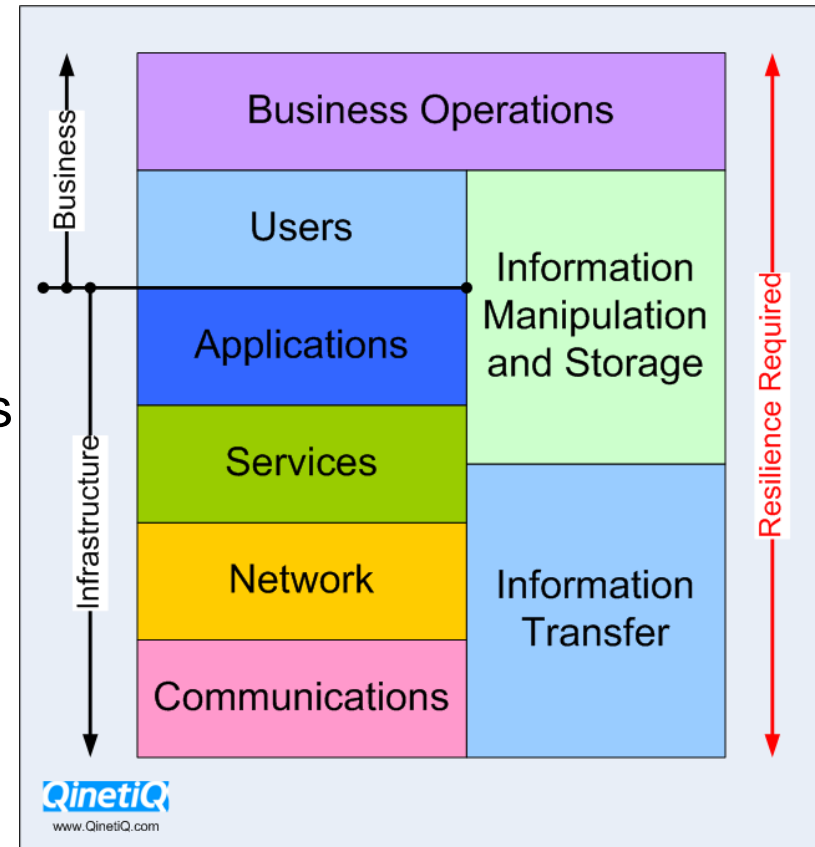 Business Operations
Business
Users
Information
Manipulation
and Storage
Applications
s
Services
Infrastructure
Resilience Required
Network
Information
Transfer
Communications
QinetiQ
www.QinetiQ.com